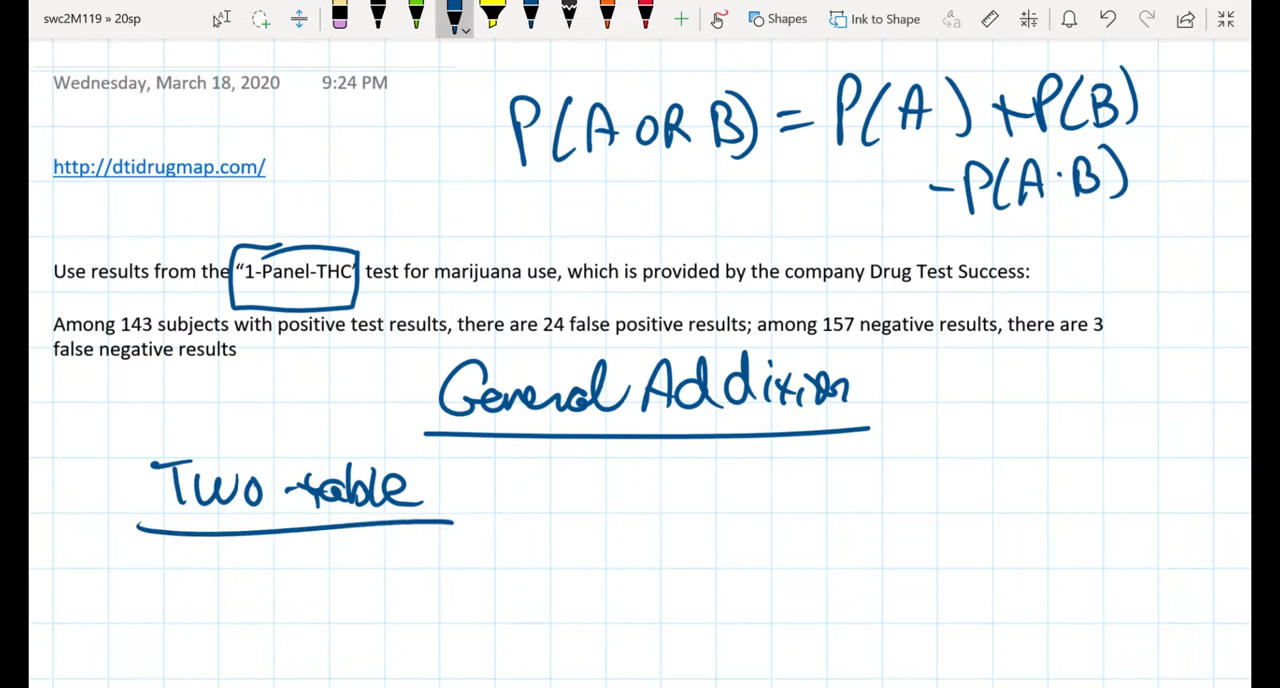 swc2M119 » 20sp
Shapes
Ink to Shape
Wednesday, March 18, 2020 9:24 PM
P(A OR B) = P(A) + P(B)
- P(A · B)
http://dtidrugmap.com/
Use results from the "1-Panel-THC" test for marijuana use, which is provided by the company Drug Test Success:
Among 143 subjects with positive test results, there are 24 false positive results; among 157 negative results, there are 3
false negative results
General Addition
Two table